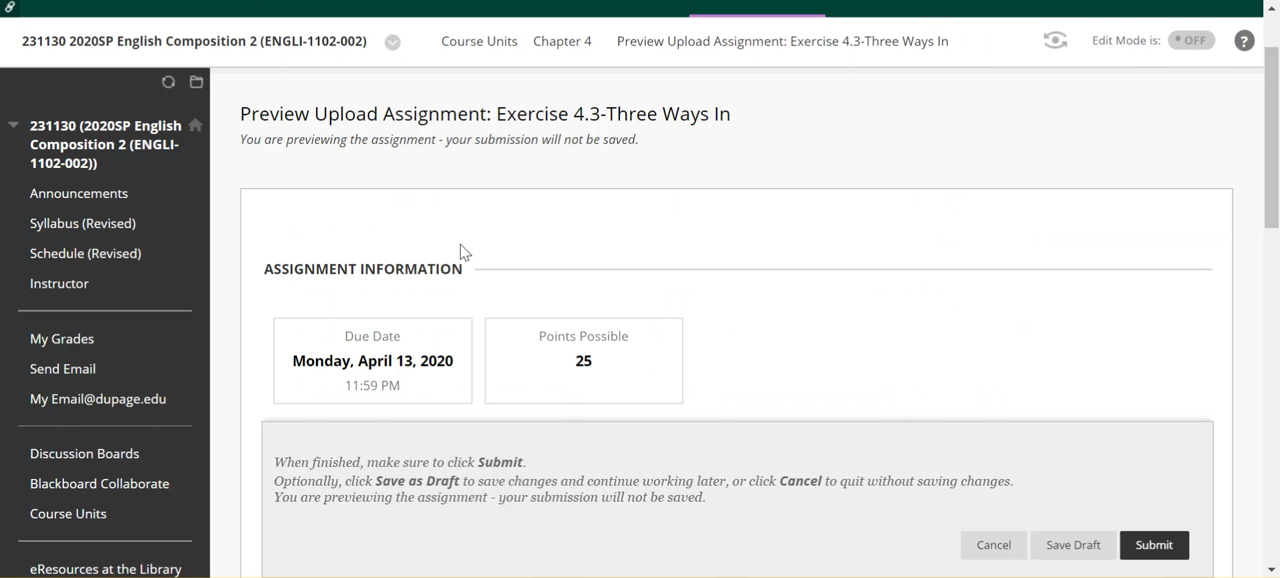 231130 2020SP English Composition 2 (ENGLI-1102-002)
Course Units
Chapter 4
Preview Upload Assignment: Exercise 4.3-Three Ways In
Edit Mode is:
OFF
?
231130 (2020SP English
Composition 2 (ENGLI-
1102-002))
Announcements
Syllabus (Revised)
Schedule (Revised)
Instructor
My Grades
Send Email
My Email@dupage.edu
Discussion Boards
Blackboard Collaborate
Course Units
eResources at the Library
Preview Upload Assignment: Exercise 4.3-Three Ways In
You are previewing the assignment - your submission will not be saved.
ASSIGNMENT INFORMATION
Due Date
Monday, April 13, 2020
11:59 PM
Points Possible
25
When finished, make sure to click Submit.
Optionally, click Save as Draft to save changes and continue working later, or click Cancel to quit without saving changes.
You are previewing the assignment - your submission will not be saved.
Cancel
Save Draft
Submit